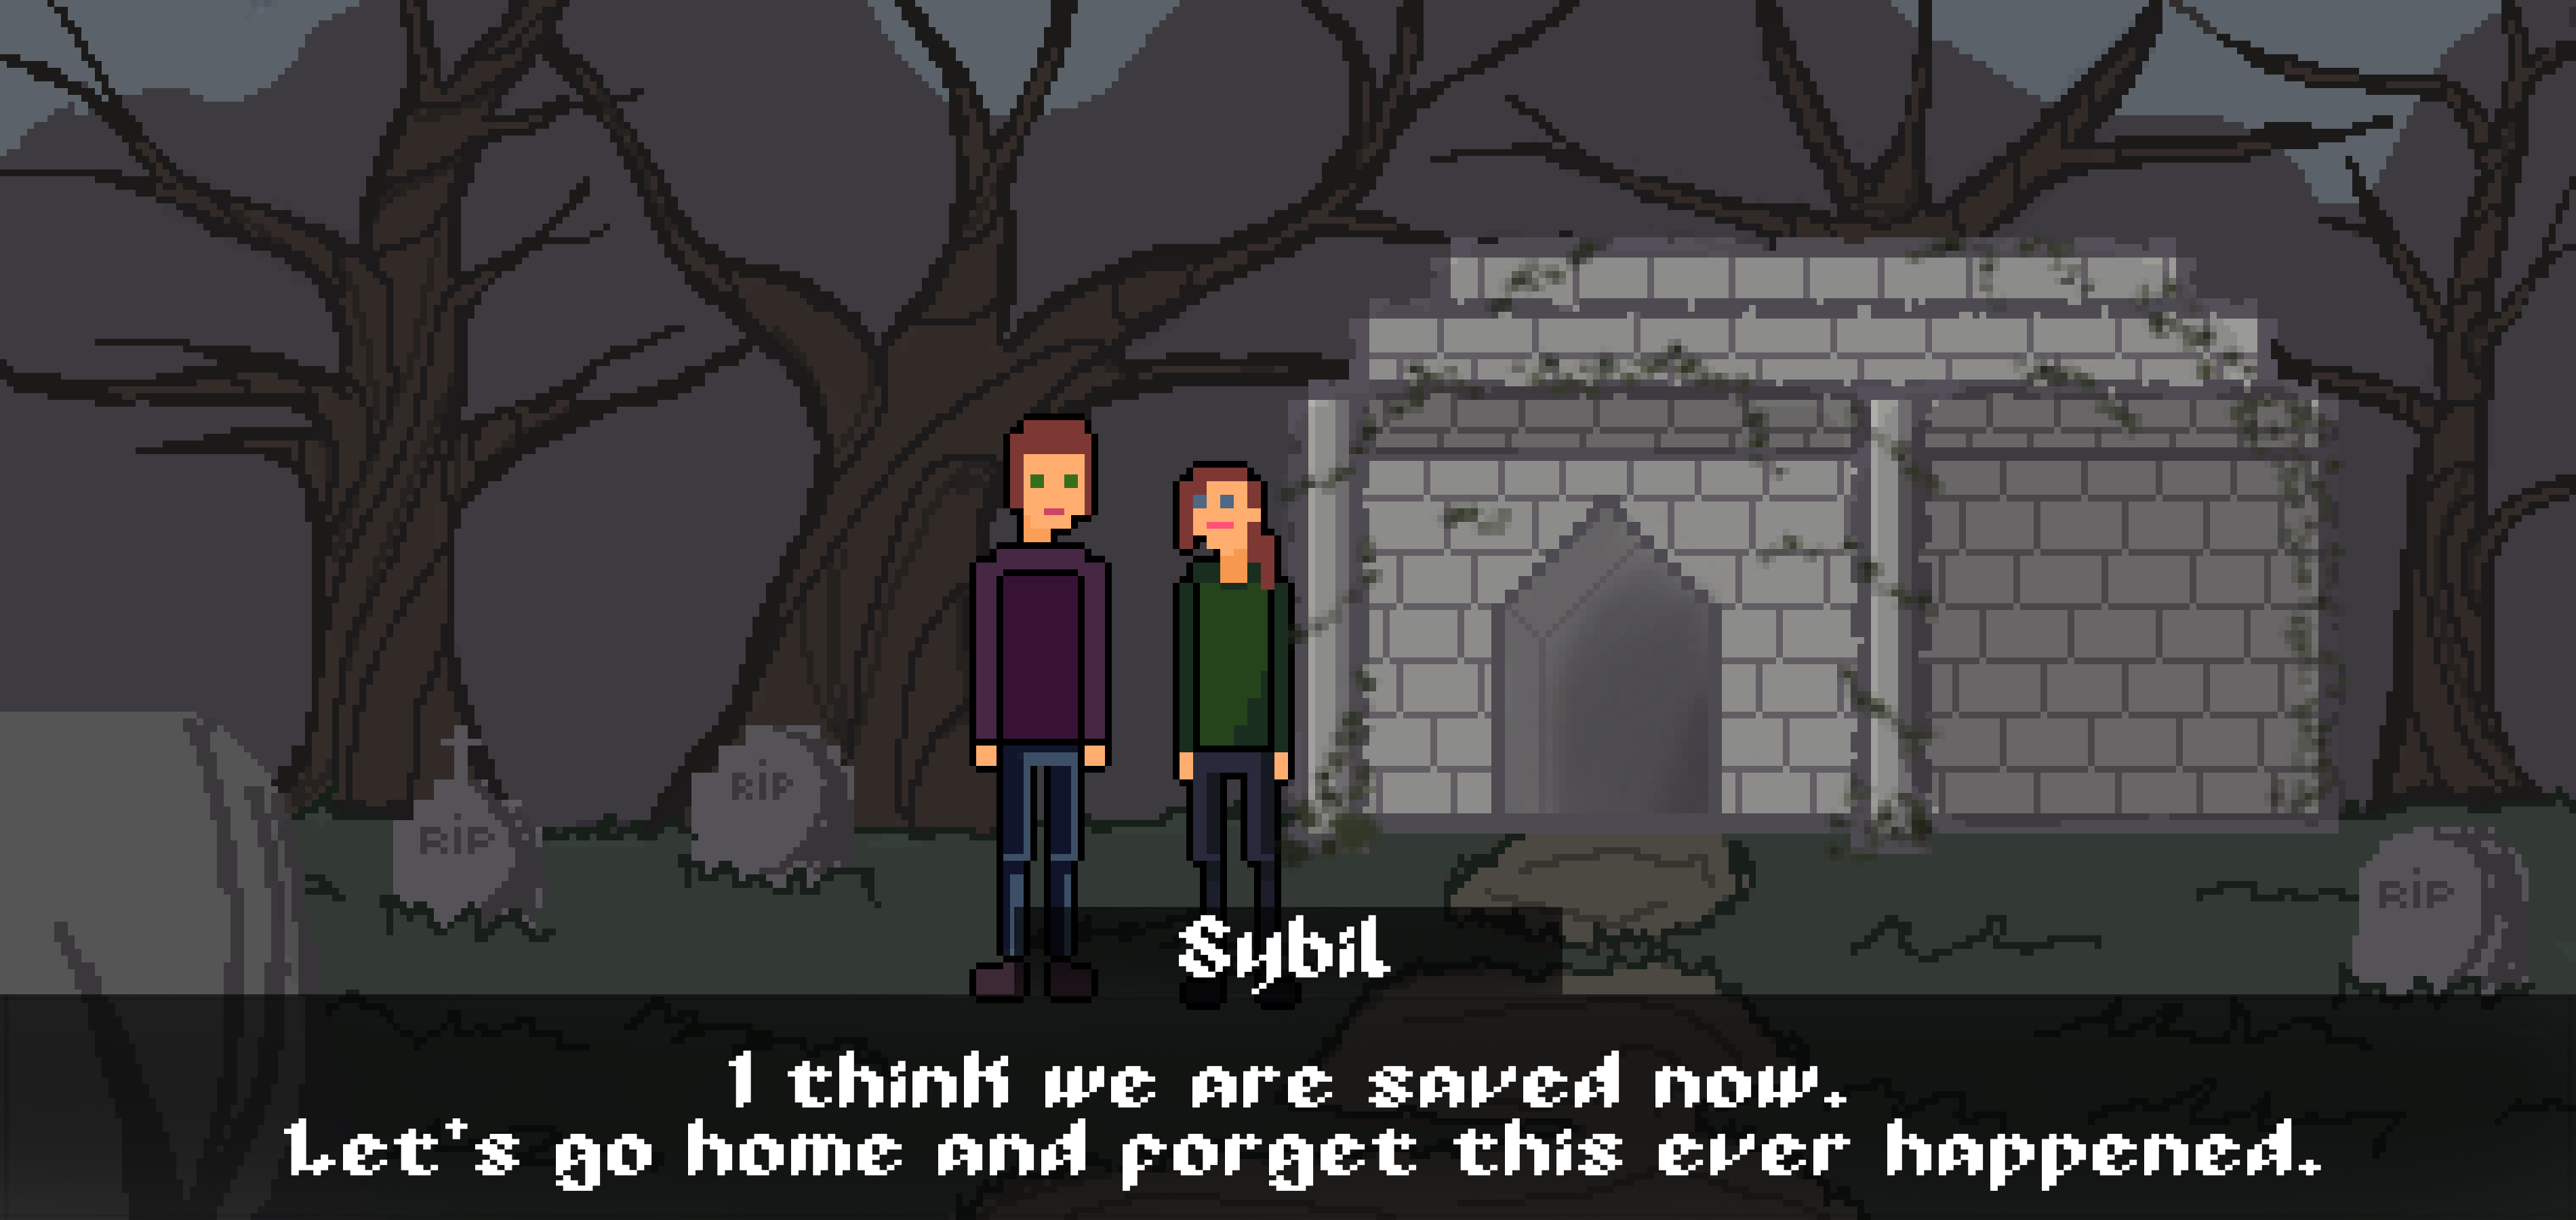 RiP
RiP
RiP
Sybil
I think we are saved now.
Let's go home and forget this ever happened.